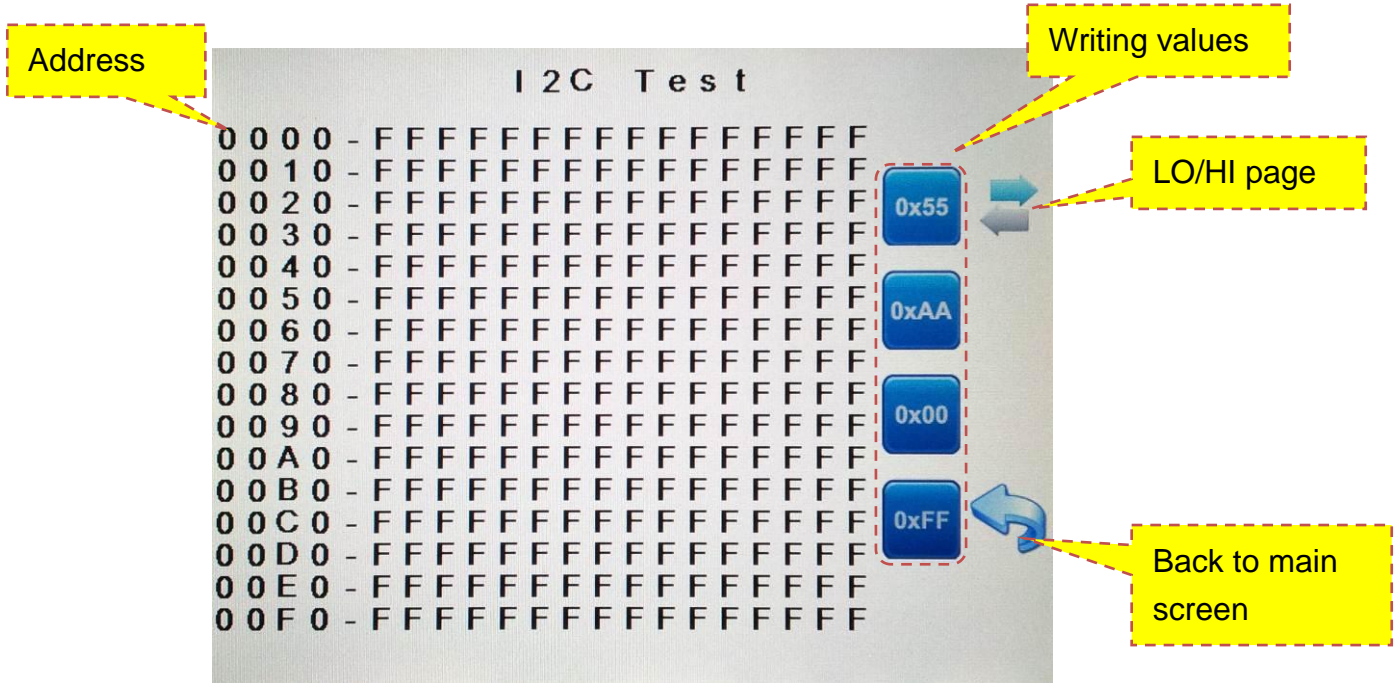 Address
Writing values
I2C Test
0000-FFFFFFFFFFFFFFFF
0010-FFFFFFFFFFFFFFFF
LO/HI page
0020-FFFFFFFFFFFFFFFF
0x55
0030-FFFFFFFFFFFFFFFF
0040-FFFFFFFFFFFFFFFF
0050-FFFFFFFFFFFFFFFF
0xAA
0060-FFFFFFFFFFFFFFFF
0070-FFFFFFFFFFFFFFFF
0080-FFFFFFFFFFFFFFFF
0x00
0090-FFFFFFFFFFFFFFFF
00A0-FFFFFFFFFFFFFFFF
00B0-FFFFFFFFFFFFFFFF
00C0-FFFFFFFFFFFFFFFF
0xFF
00D0-FFFFFFFFFFFFFFFF
00E0-FFFFFFFFFFFFFFFF
00F0-FFFFFFFFFFFFFFFF
Back to main
screen